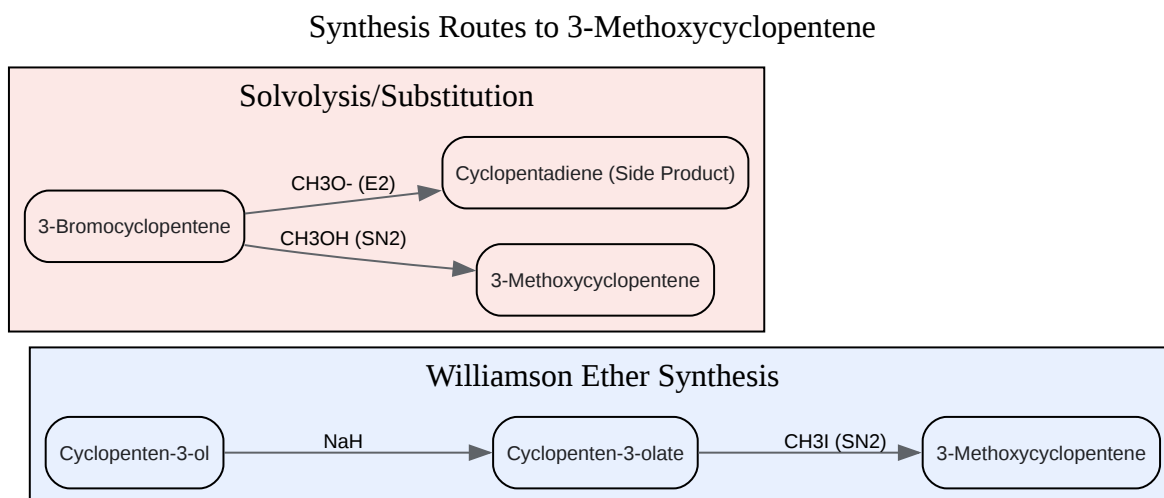 Synthesis Routes to 3-Methoxycyclopentene
Solvolysis/Substitution
3-Bromocyclopentene
CH3O- (E2)
Cyclopentadiene (Side Product)
CH3OH (SN2)
3-Methoxycyclopentene
Williamson Ether Synthesis
Cyclopenten-3-ol
NaH
Cyclopenten-3-olate
CH3I (SN2)
3-Methoxycyclopentene